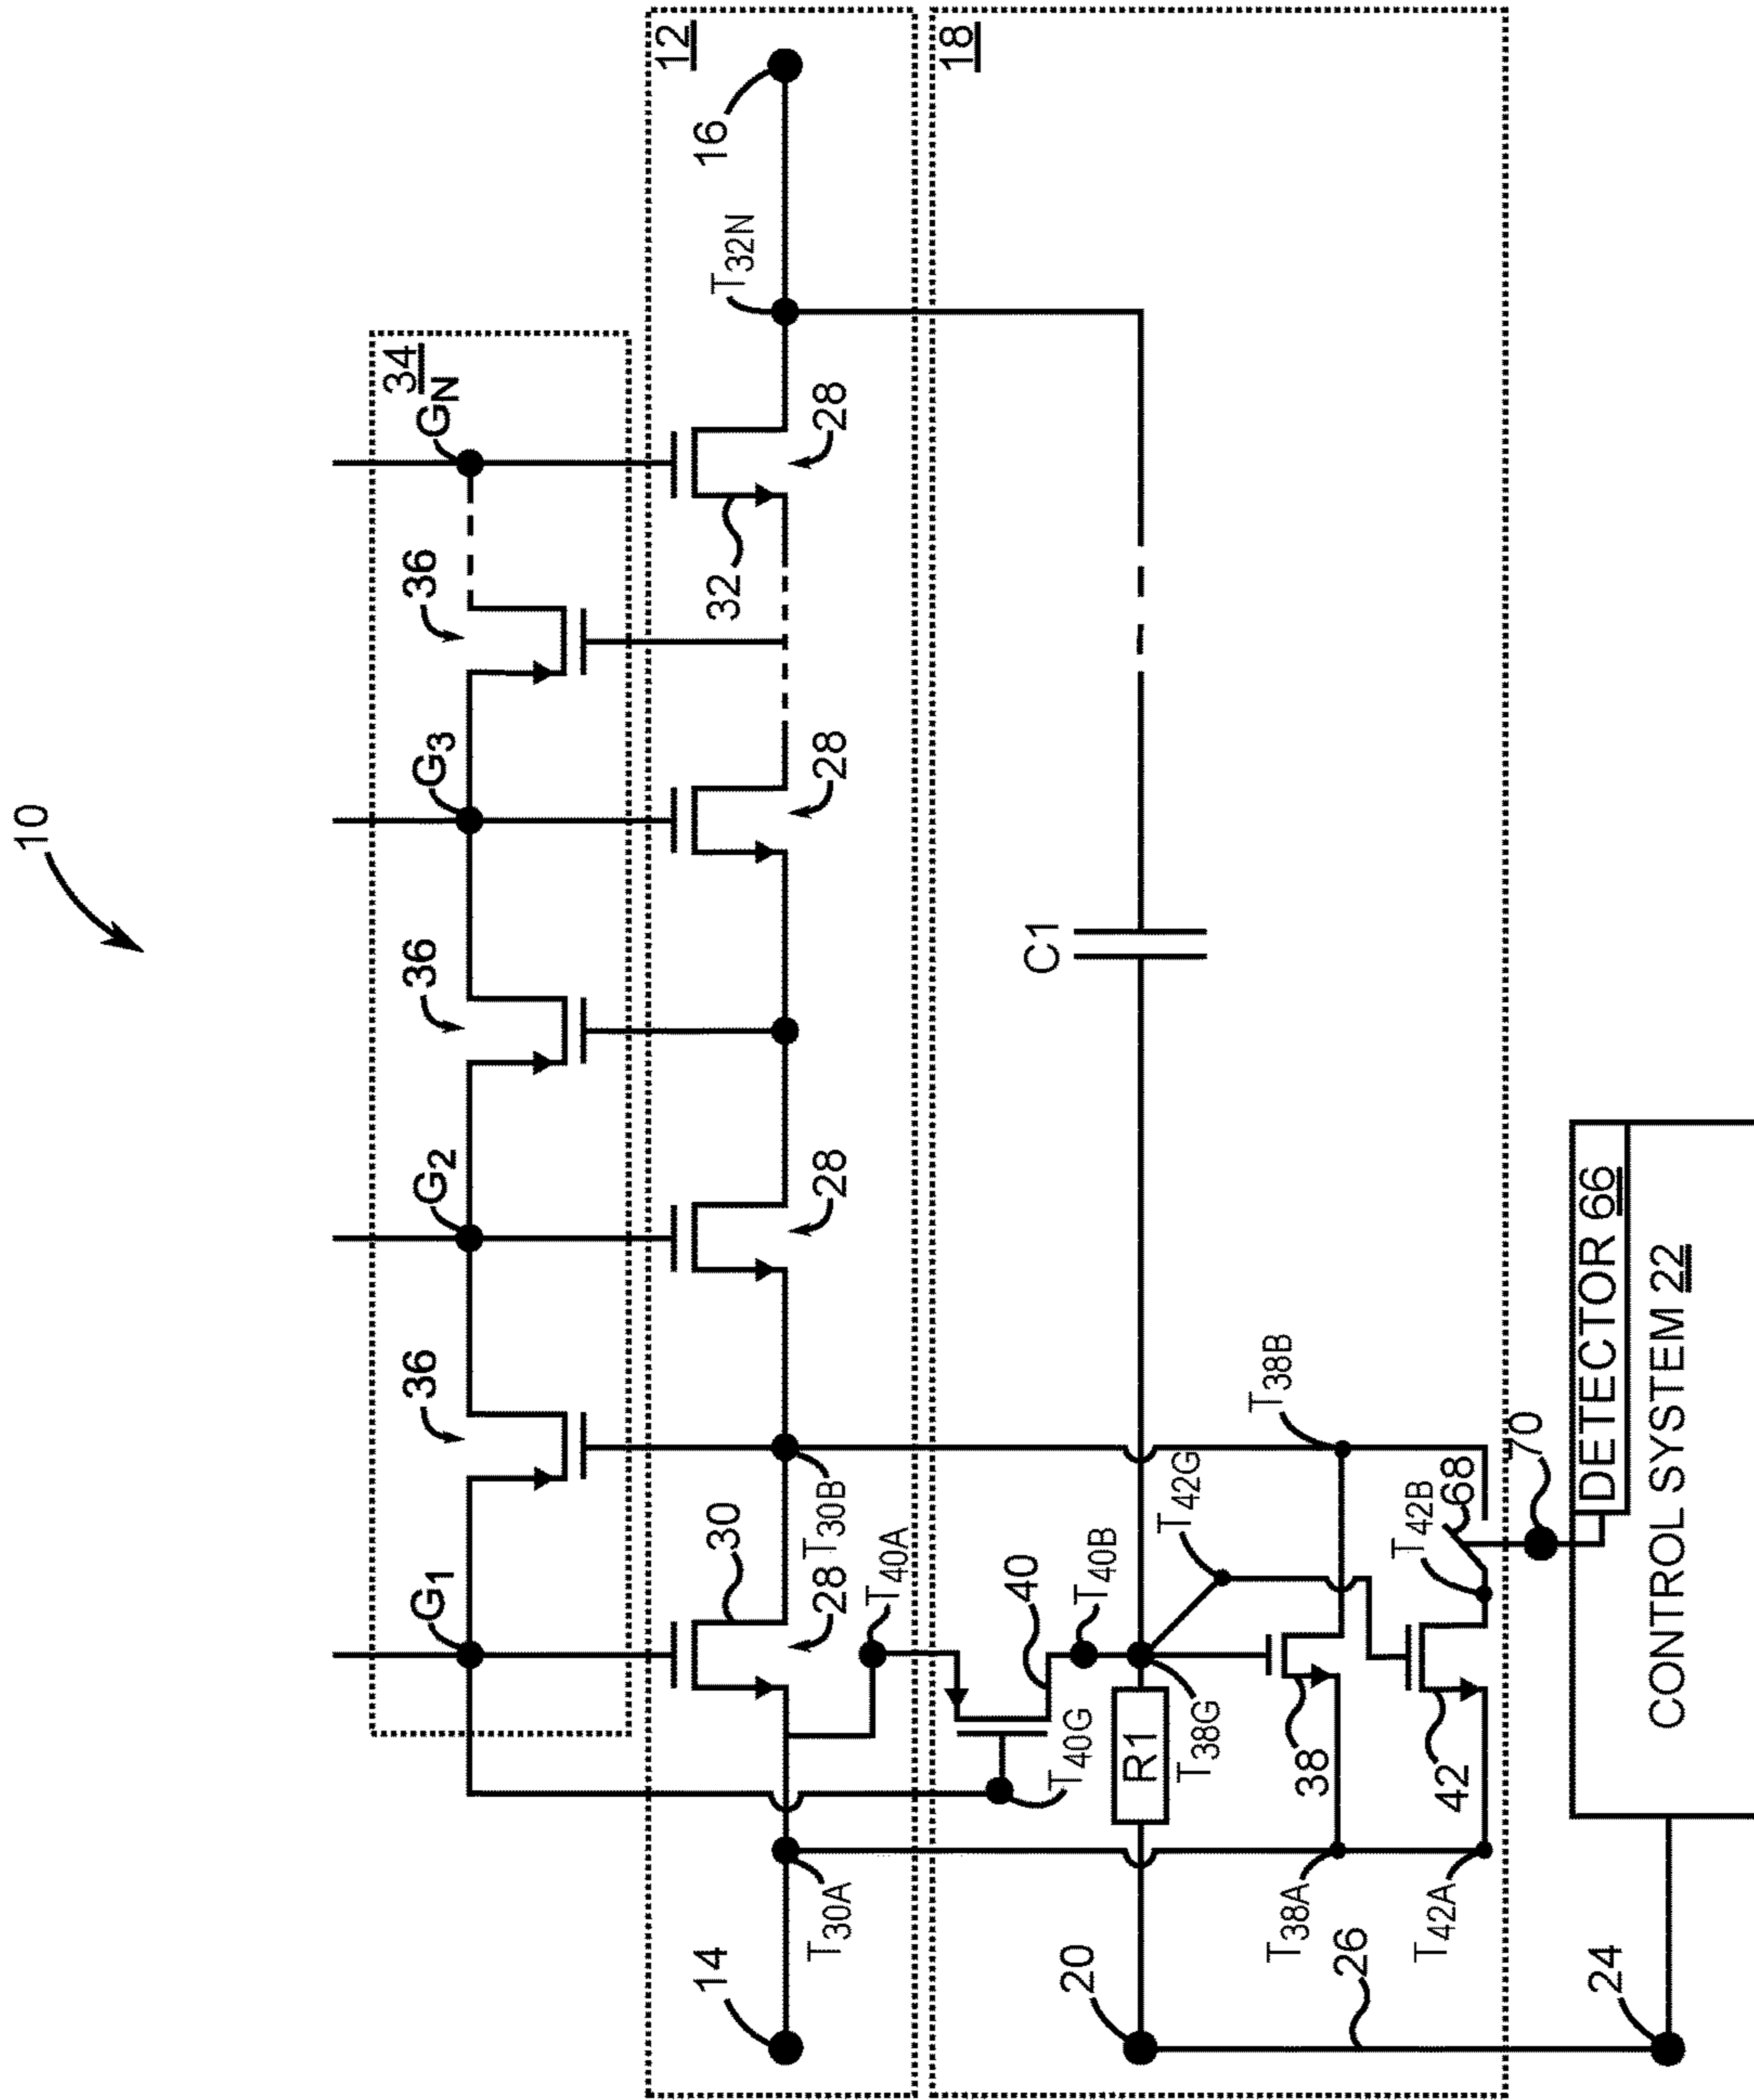 10
34
G1
G2
G3
GN
36
36
36
12
14
16
T30A
T30B
T32N
30
32
28
28
28
28
18
T40A
T40G
T40B
40
C1
R1
20
T38G
T42G
T38A
T38B
38
T42A
T42B
42
68
26
70
24
DETECTOR 66
CONTROL SYSTEM 22